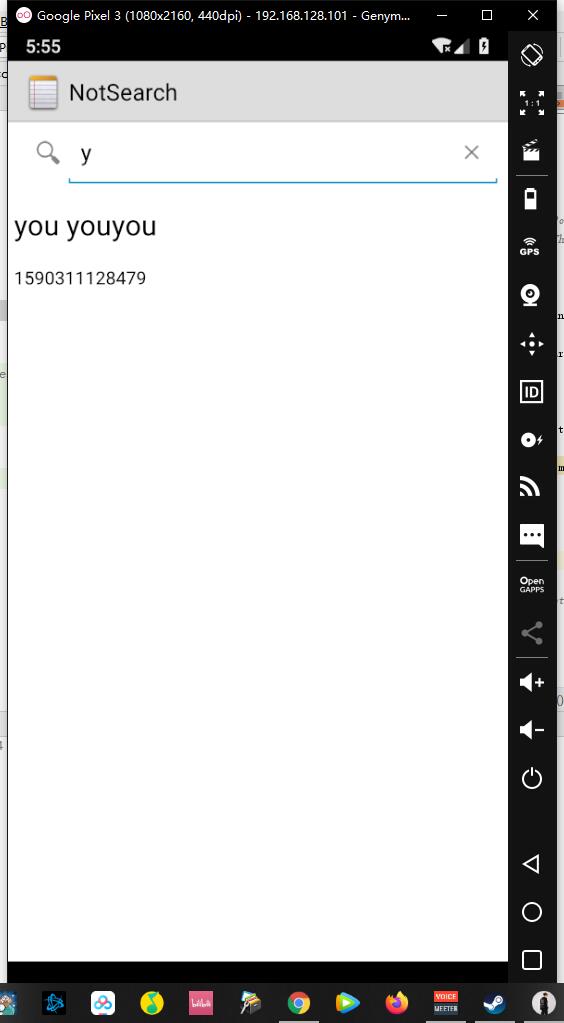 Google Pixel 3 (1080x2160, 440dpi) - 192.168.128.101 - Genym...
5:55
NotSearch
1:1
y
you youyou
GPS
1590311128479
ID
Open
GAPPS
bilibili
VOICE
MEETER